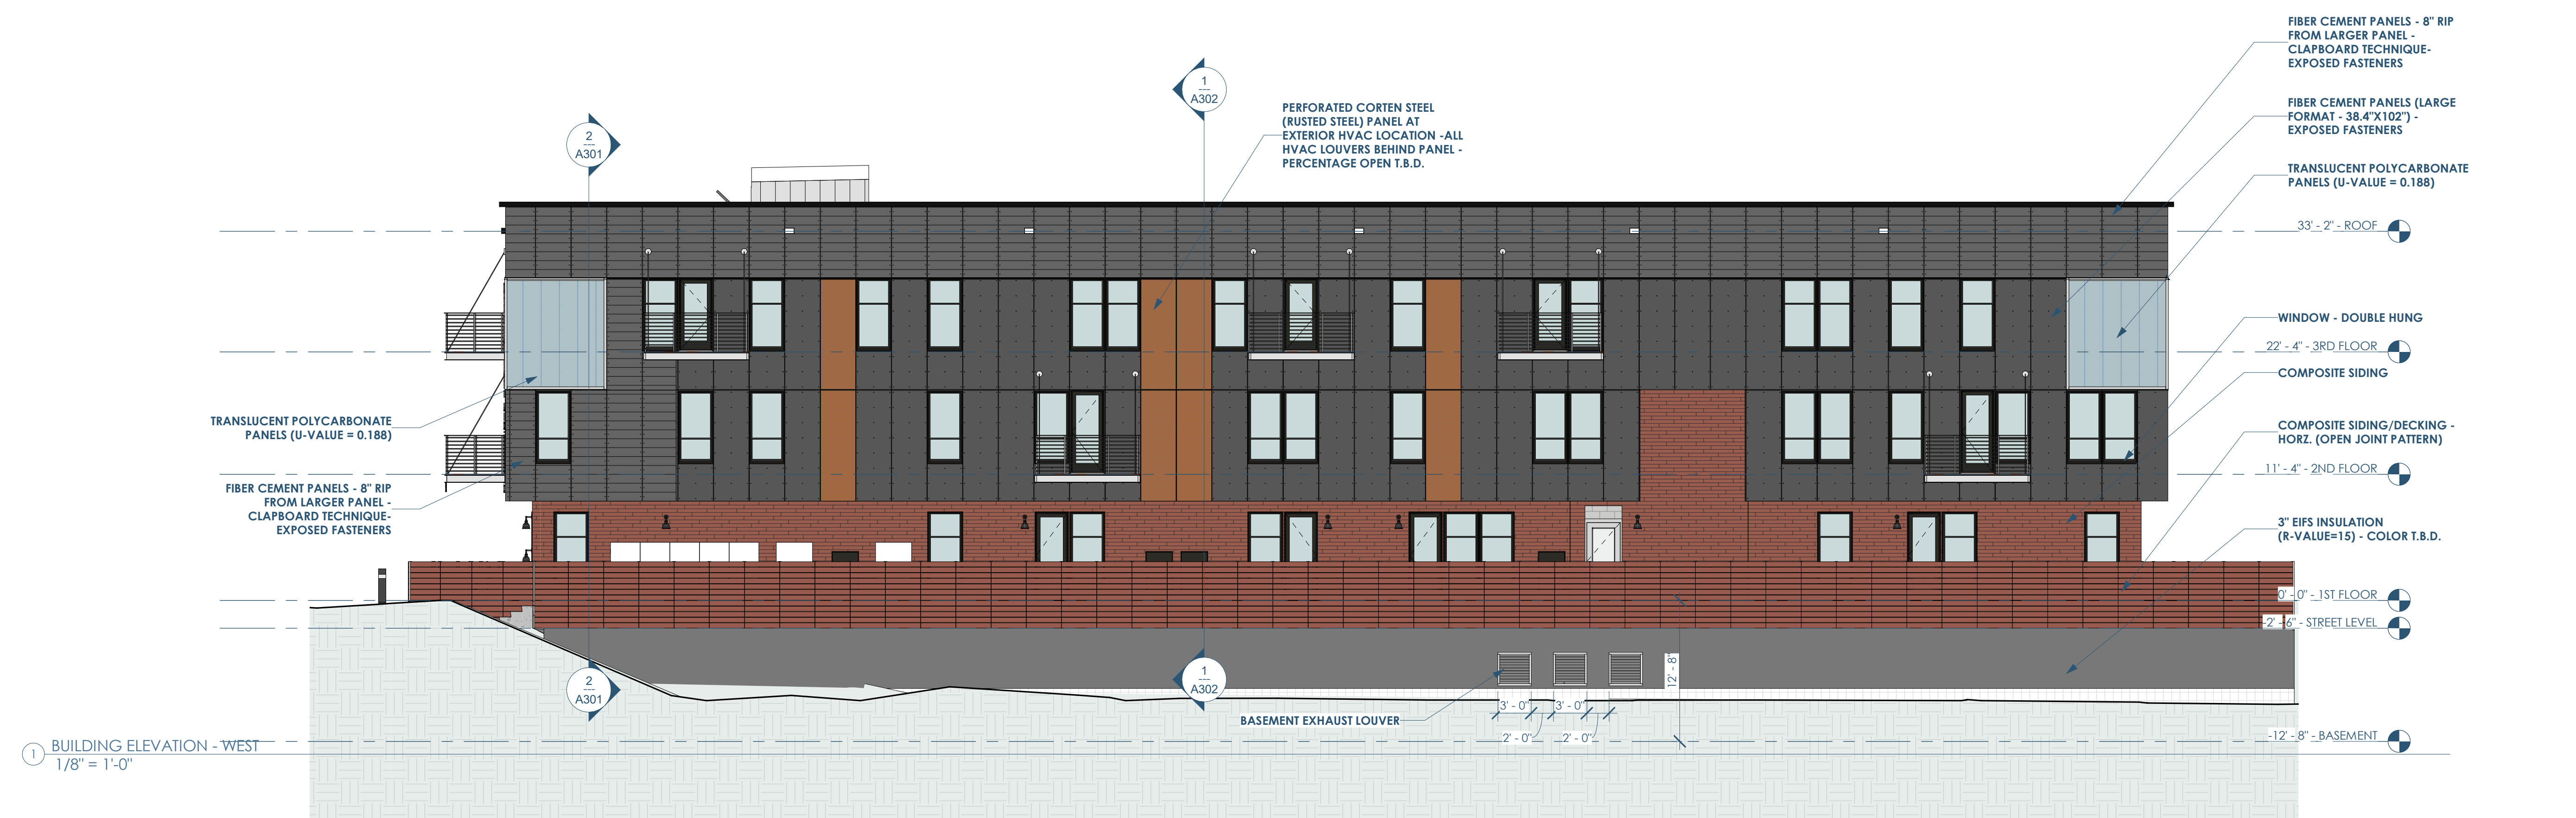 FIBER CEMENT PANELS - 8" RIP
FROM LARGER PANEL -
CLAPBOARD TECHNIQUE-
EXPOSED FASTENERS
1
---
A302
PERFORATED CORTEN STEEL
(RUSTED STEEL) PANEL AT
EXTERIOR HVAC LOCATION -ALL
HVAC LOUVERS BEHIND PANEL -
PERCENTAGE OPEN T.B.D.
FIBER CEMENT PANELS (LARGE
FORMAT - 38.4"X102") -
EXPOSED FASTENERS
2
---
A301
TRANSLUCENT POLYCARBONATE
PANELS (U-VALUE = 0.188)
33' - 2" - ROOF
WINDOW - DOUBLE HUNG
22' - 4" - 3RD FLOOR
COMPOSITE SIDING
TRANSLUCENT POLYCARBONATE
PANELS (U-VALUE = 0.188)
COMPOSITE SIDING/DECKING -
HORZ. (OPEN JOINT PATTERN)
11' - 4" - 2ND FLOOR
FIBER CEMENT PANELS - 8" RIP
FROM LARGER PANEL -
CLAPBOARD TECHNIQUE-
EXPOSED FASTENERS
3" EIFS INSULATION
(R-VALUE=15) - COLOR T.B.D.
0' - 0" - 1ST FLOOR
-2' - 6" - STREET LEVEL
12' - 8"
2
---
A301
1
---
A302
3' - 0"
3' - 0"
BASEMENT EXHAUST LOUVER
2' - 0"
2' - 0"
-12' - 8" - BASEMENT
1
BUILDING ELEVATION - WEST
1/8" = 1'-0"